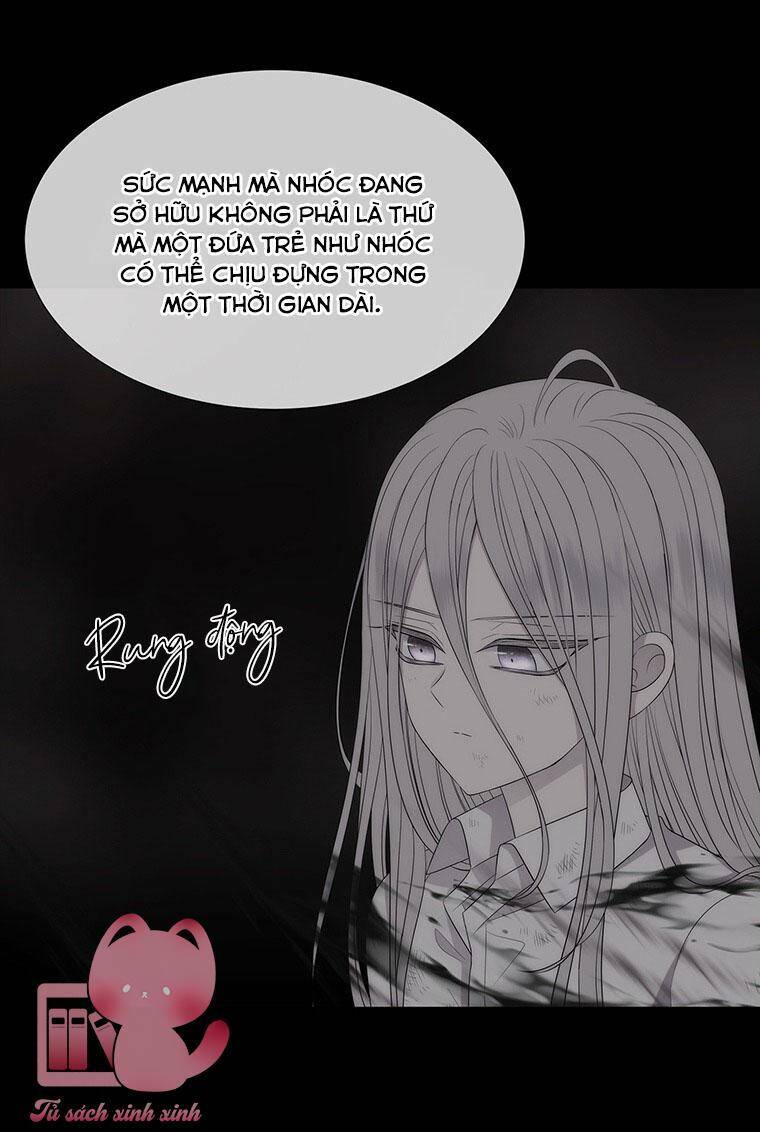 SỨC MẠNH MÀ NHÓC ĐANG
SỞ HỮU KHÔNG PHẢI LÀ THỨ
MÀ MỘT ĐỨA TRẺ NHƯ NHÓC
CÓ THỂ CHỊU ĐỰNG TRONG
MỘT THỜI GIAN DÀI.
Rung động
Tủ sách xinh xinh